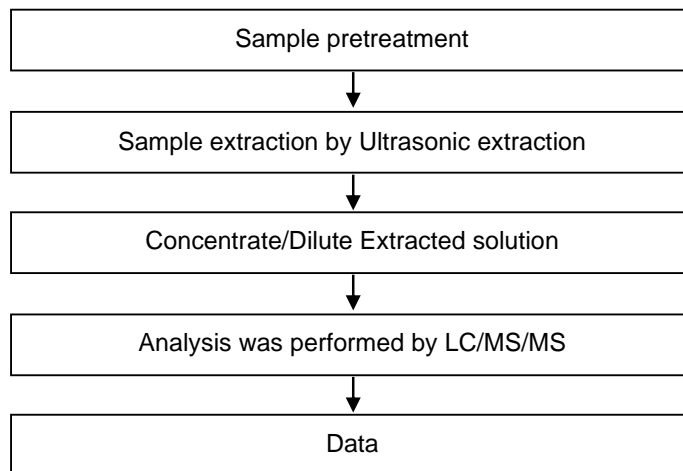 Sample pretreatment
Sample extraction by Ultrasonic extraction
Concentrate/Dilute Extracted solution
Analysis was performed by LC/MS/MS
Data